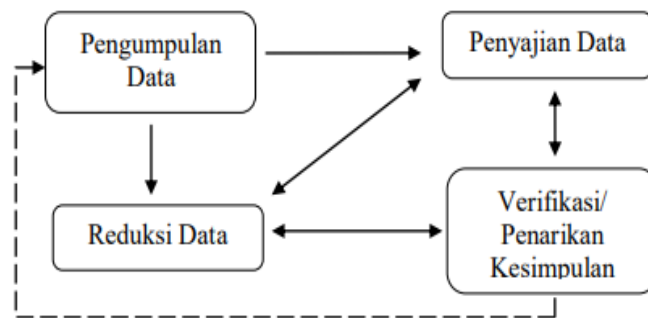 Pengumpulan
Data
Penyajian Data
Reduksi Data
Verifikasi/
Penarikan
Kesimpulan